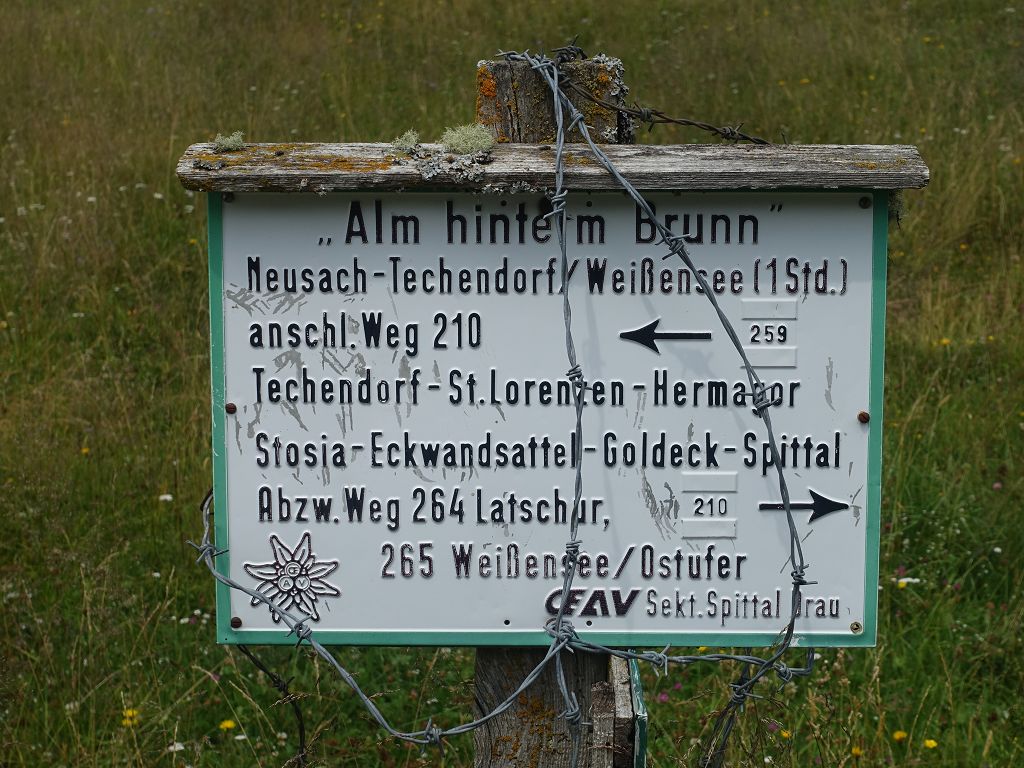 „Alm hinterm Brunn"
Neusach-Techendorf/Weißensee (1Std.)
anschl. Weg 210 259
Techendorf-St.Lorenzen-Hermagor
Stosia-Eckwandsattel-Goldeck-Spittal
Abzw. Weg 264 Latschur, 210
265 Weißensee/Ostufer
OEAV Sekt. Spittal Drau
OEAV